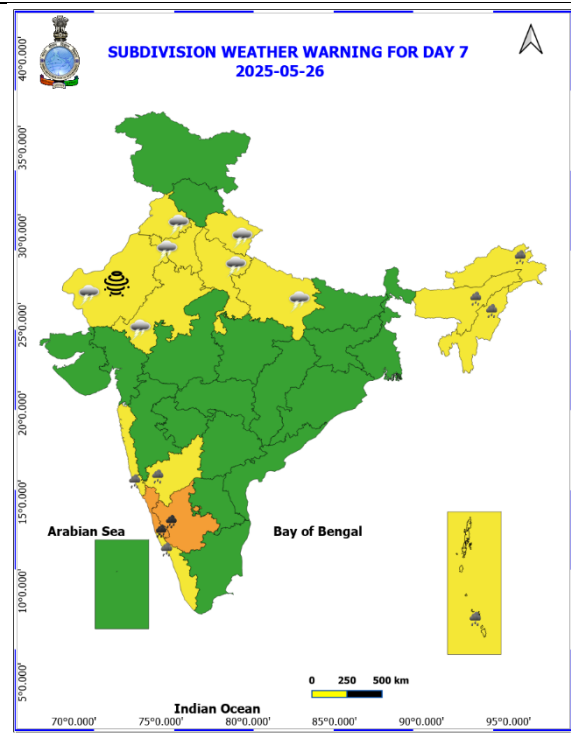 SUBDIVISION WEATHER WARNING FOR DAY 7
2025-05-26
40°0.000'
35°0.000'
30°0.000'
25°0.000'
20°0.000'
15°0.000'
10°0.000'
5°0.000'
Arabian Sea
Bay of Bengal
0 250 500 km
Indian Ocean
70°0.000' 75°0.000' 80°0.000' 85°0.000' 90°0.000' 95°0.000'